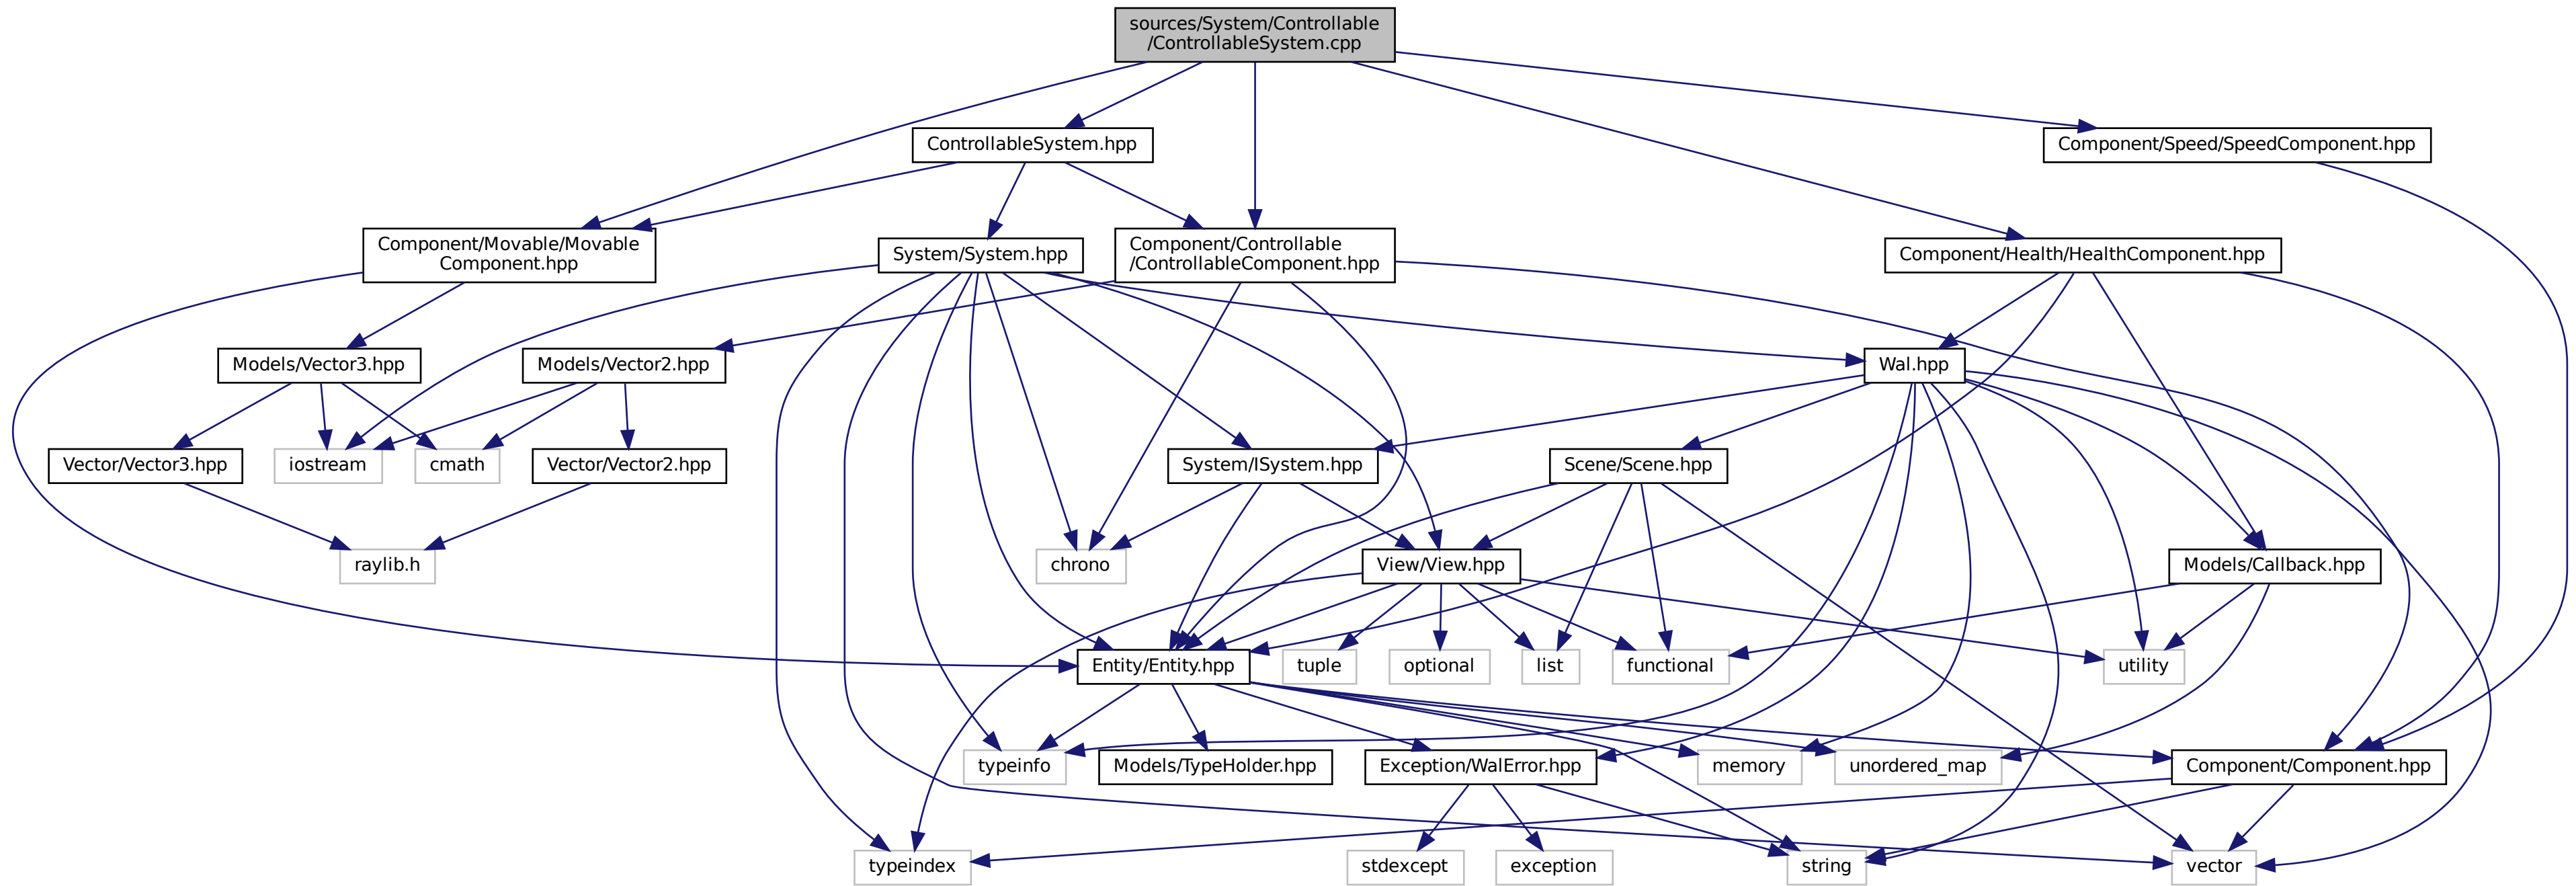 sources/System/Controllable
/ControllableSystem.cpp
ControllableSystem.hpp
Component/Speed/SpeedComponent.hpp
Component/Movable/Movable
Component.hpp
System/System.hpp
Component/Controllable
/ControllableComponent.hpp
Component/Health/HealthComponent.hpp
Models/Vector3.hpp
Models/Vector2.hpp
Wal.hpp
Vector/Vector3.hpp
iostream
cmath
Vector/Vector2.hpp
System/ISystem.hpp
Scene/Scene.hpp
raylib.h
chrono
View/View.hpp
Models/Callback.hpp
Entity/Entity.hpp
tuple
optional
list
functional
utility
typeinfo
Models/TypeHolder.hpp
Exception/WalError.hpp
memory
unordered_map
Component/Component.hpp
typeindex
stdexcept
exception
string
vector